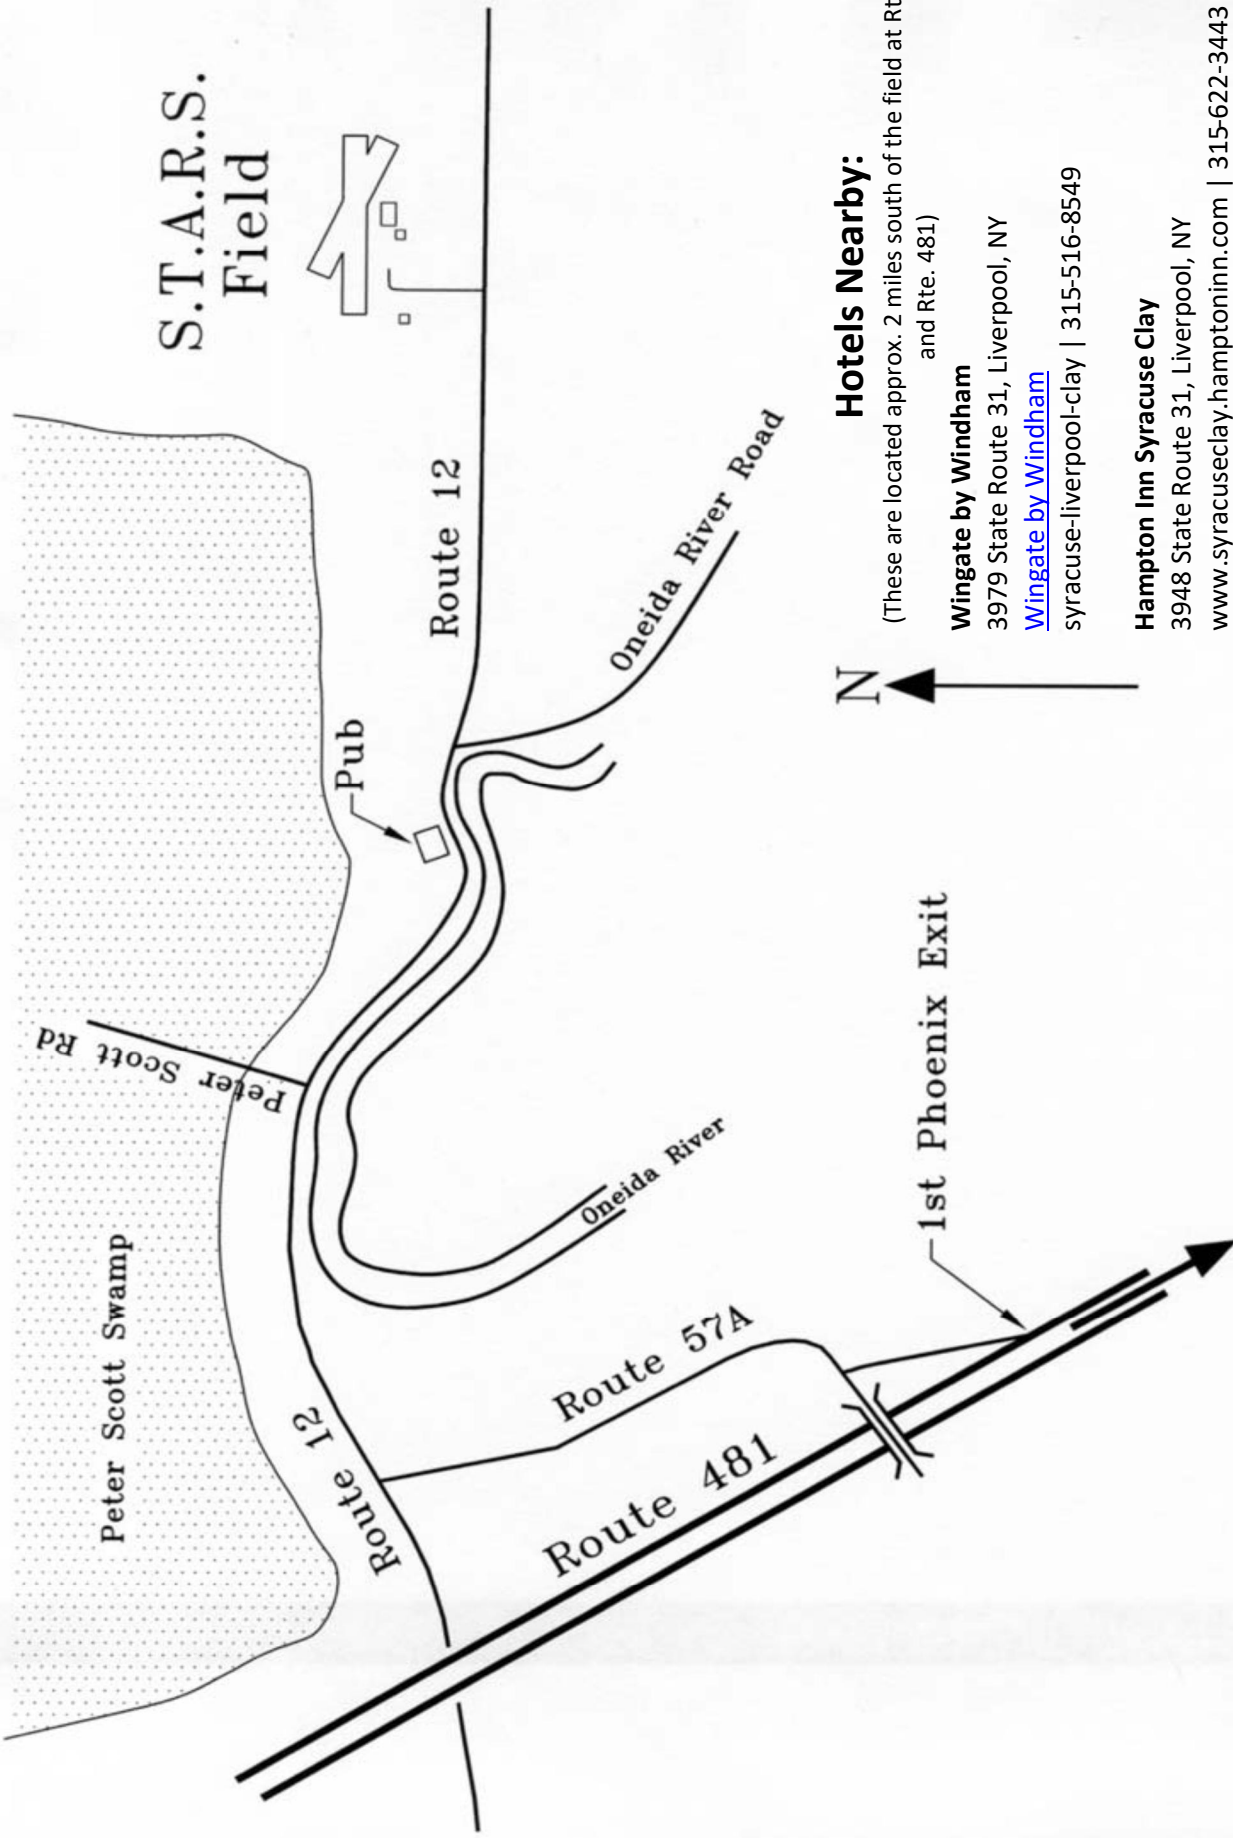 S.T.A.R.S.
Field
Peter Scott Swamp
Peter Scott Rd
Pub
Route 12
Route 12
Oneida River Road
Oneida River
Route 57A
Route 481
1st Phoenix Exit
N
Hotels Nearby:
(These are located approx. 2 miles south of the field at Rt
and Rte. 481)
Wingate by Windham
3979 State Route 31, Liverpool, NY
Wingate by Windham
syracuse-liverpool-clay | 315-516-8549
Hampton Inn Syracuse Clay
3948 State Route 31, Liverpool, NY
www.syracuseclay.hamptoninn.com | 315-622-3443